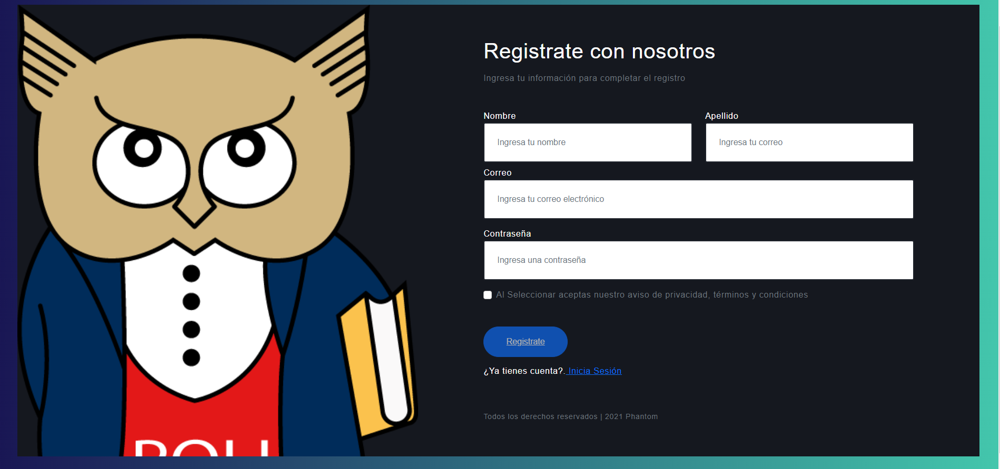 Registrate con nosotros
Ingresa tu información para completar el registro
Nombre
Apellido
Ingresa tu nombre
Ingresa tu correo
Correo
Ingresa tu correo electrónico
Contraseña
Ingresa una contraseña
Al Seleccionar aceptas nuestro aviso de privacidad, términos y condiciones
Registrate
¿Ya tienes cuenta?. Inicia Sesión
Todos los derechos reservados | 2021 Phantom